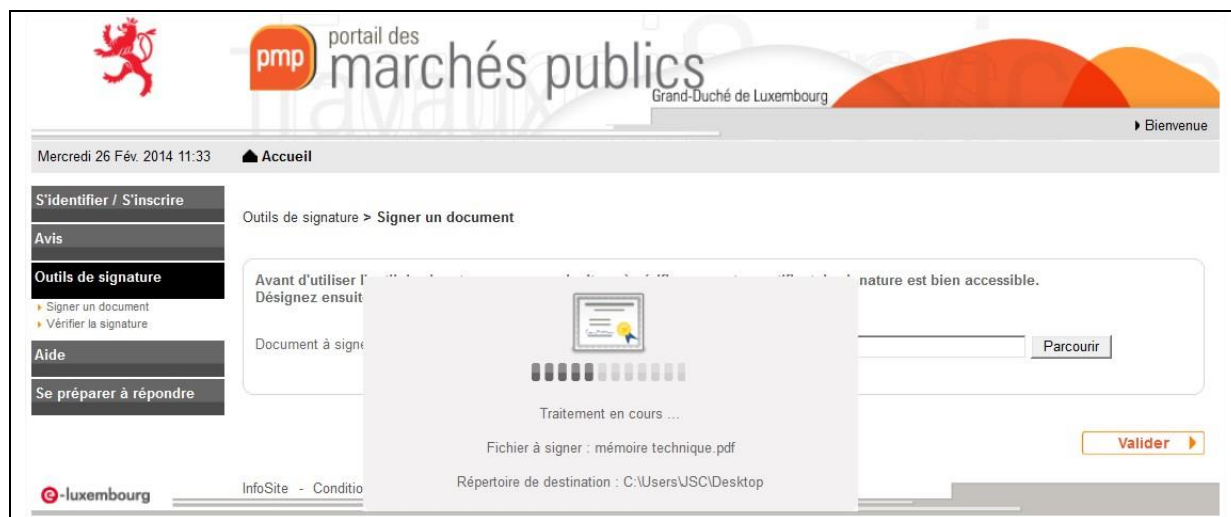 pmp portail des
marchés publics
Grand-Duché de Luxembourg
Bienvenue
Mercredi 26 Fév. 2014 11:33 Accueil
S'identifier / S'inscrire
Avis
Outils de signature
Signer un document
Vérifier la signature
Aide
Se préparer à répondre
Outils de signature > Signer un document
Avant d'utiliser nature est bien accessible.
Désignez
Document à
Parcourir
Traitement en cours ...
Fichier à signer : mémoire technique.pdf
Répertoire de destination : C:\Users\JSC\Desktop
Valider
e-luxembourg
InfoSite -